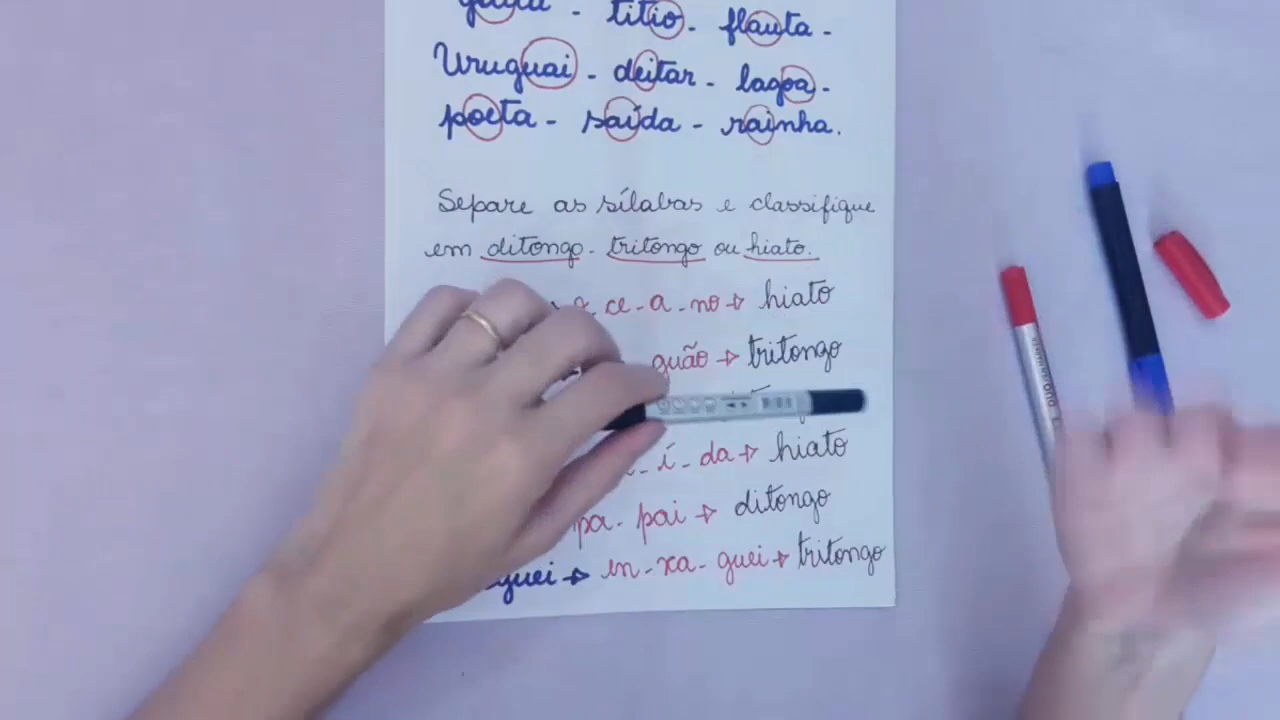 titio - flauta -
Uruguai - deitar - lagoa -
poeta - saída - rainha.
Separe as sílabas e classifique
em ditongo - tritongo ou hiato.
ce - a - no → hiato
guão → tritongo
í - da → hiato
pa - pai → ditongo
guei → en - xa - guei → tritongo